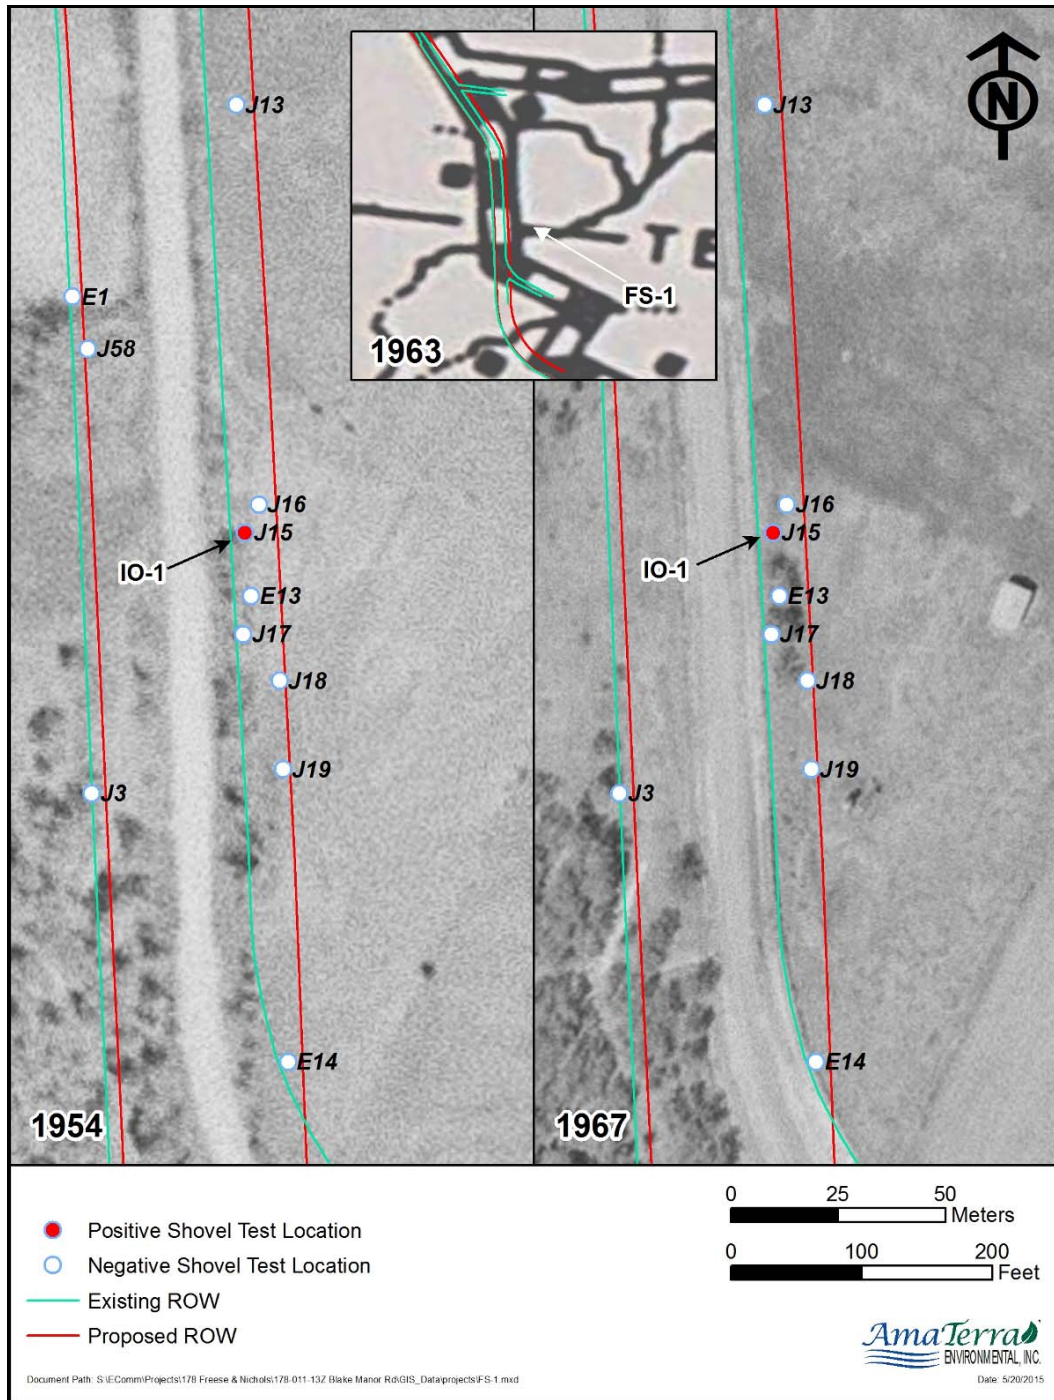 J13
J13
N
E1
J58
TE
FS-1
1963
J16
J15
IO-1
E13
J17
J18
J19
J3
E14
1954
J16
J15
IO-1
E13
J17
J18
J19
J3
E14
1967
Positive Shovel Test Location
Negative Shovel Test Location
Existing ROW
Proposed ROW
0 25 50
Meters
0 100 200
Feet
AmaTerra
ENVIRONMENTAL, INC.
Document Path: S:\EComm\Projects\178 Freese & Nichols\178-011-13Z Blake Manor Rd\GIS_Data\projects\FS-1.mxd
Date: 5/20/2015